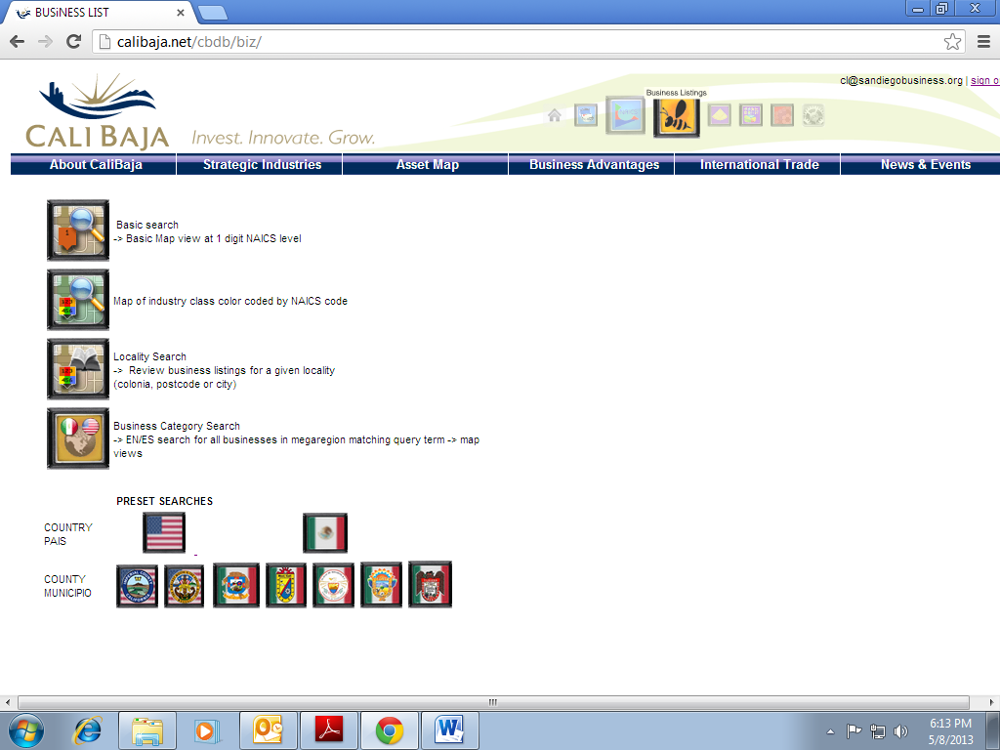 BUSiNESS LIST
calibaja.net/cbdb/biz/
cl@sandiegobusiness.org | sign o
Business Listings
CALI BAJA
Invest. Innovate. Grow.
About CaliBaja Strategic Industries Asset Map Business Advantages International Trade News & Events
Basic search
-> Basic Map view at 1 digit NAICS level
Map of industry class color coded by NAICS code
Locality Search
-> Review business listings for a given locality
(colonia, postcode or city)
Business Category Search
-> EN/ES search for all businesses in megaregion matching query term -> map
views
PRESET SEARCHES
COUNTRY
PAIS
COUNTY
MUNICIPIO
6:13 PM
5/8/2013